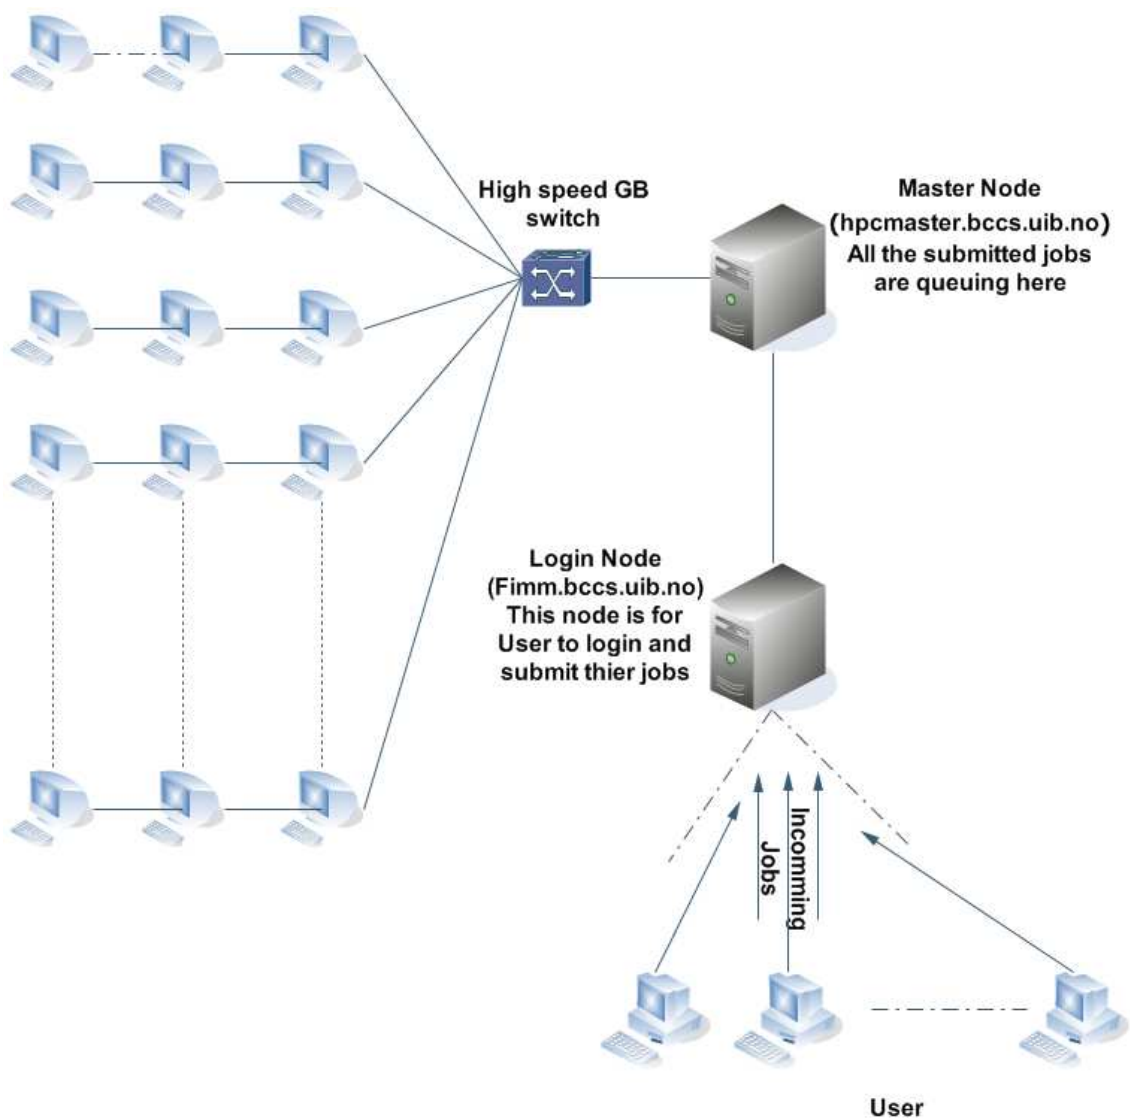 High speed GB
switch
Master Node
(hpcmaster.bccs.uib.no)
All the submitted jobs
are queuing here
Login Node
(Fimm.bccs.uib.no)
This node is for
User to login and
submit thier jobs
Incomming
Jobs
User